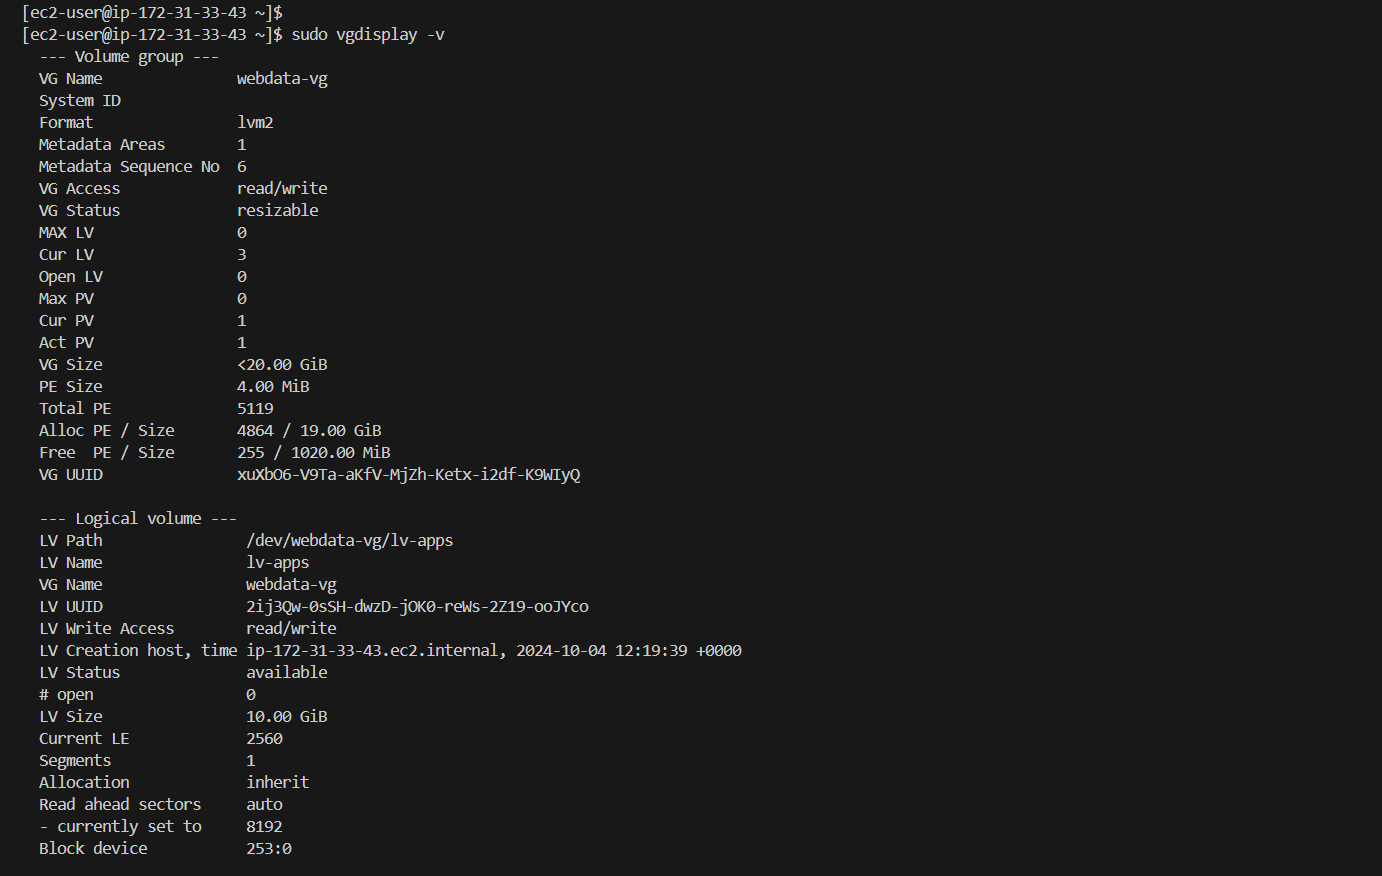 [ec2-user@ip-172-31-33-43 ~]$
[ec2-user@ip-172-31-33-43 ~]$ sudo vgdisplay -v
--- Volume group ---
VG Name webdata-vg
System ID
Format lvm2
Metadata Areas 1
Metadata Sequence No 6
VG Access read/write
VG Status resizable
MAX LV 0
Cur LV 3
Open LV 0
Max PV 0
Cur PV 1
Act PV 1
VG Size <20.00 GiB
PE Size 4.00 MiB
Total PE 5119
Alloc PE / Size 4864 / 19.00 GiB
Free  PE / Size 255 / 1020.00 MiB
VG UUID xuXbO6-V9Ta-aKfV-MjZh-Ketx-i2df-K9WIyQ
--- Logical volume ---
LV Path /dev/webdata-vg/lv-apps
LV Name lv-apps
VG Name webdata-vg
LV UUID 2ij3Qw-0sSH-dwzD-jOK0-reWs-2Z19-ooJYco
LV Write Access read/write
LV Creation host, time ip-172-31-33-43.ec2.internal, 2024-10-04 12:19:39 +0000
LV Status available
# open 0
LV Size 10.00 GiB
Current LE 2560
Segments 1
Allocation inherit
Read ahead sectors auto
- currently set to 8192
Block device 253:0